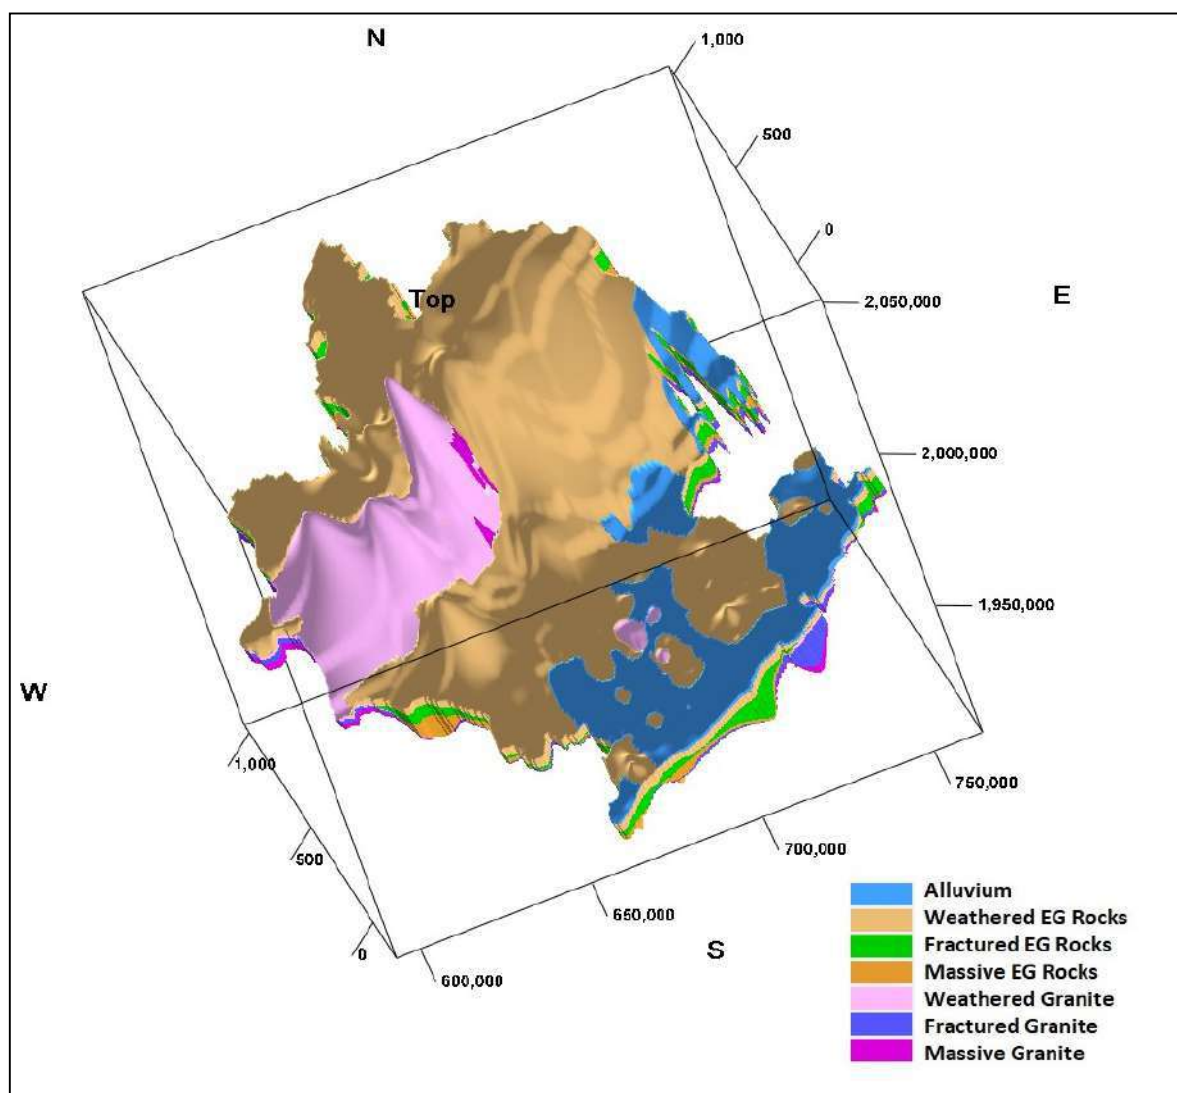 N
1,000
500
0
Top
2,050,000
E
2,000,000
1,950,000
W
1,000
750,000
700,000
500
650,000
0
S
600,000
Alluvium
Weathered EG Rocks
Fractured EG Rocks
Massive EG Rocks
Weathered Granite
Fractured Granite
Massive Granite